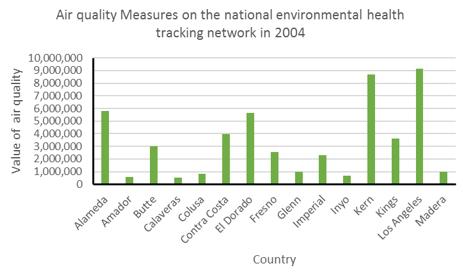 Air quality Measures on the national environmental health
tracking network in 2004
Value of air quality
10,000,000
9,000,000
8,000,000
7,000,000
6,000,000
5,000,000
4,000,000
3,000,000
2,000,000
1,000,000
0
Alameda
Amador
Butte
Calaveras
Colusa
Contra Costa
El Dorado
Fresno
Glenn
Imperial
Inyo
Kern
Kings
Los Angeles
Madera
Country